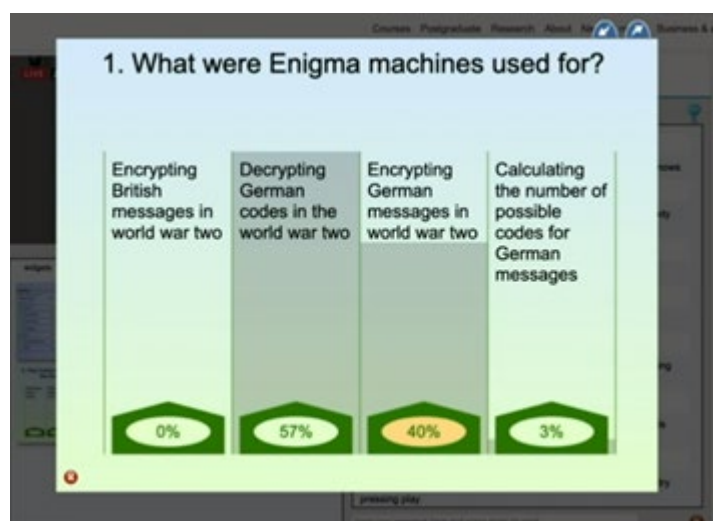 Courses Postgraduate Research About
Business &
LIVE
1. What were Enigma machines used for?
Encrypting
British
messages in
world war two
Decrypting
German
codes in the
world war two
Encrypting
German
messages in
world war two
Calculating
the number of
possible
codes for
German
messages
0%
57%
40%
3%
pressing play